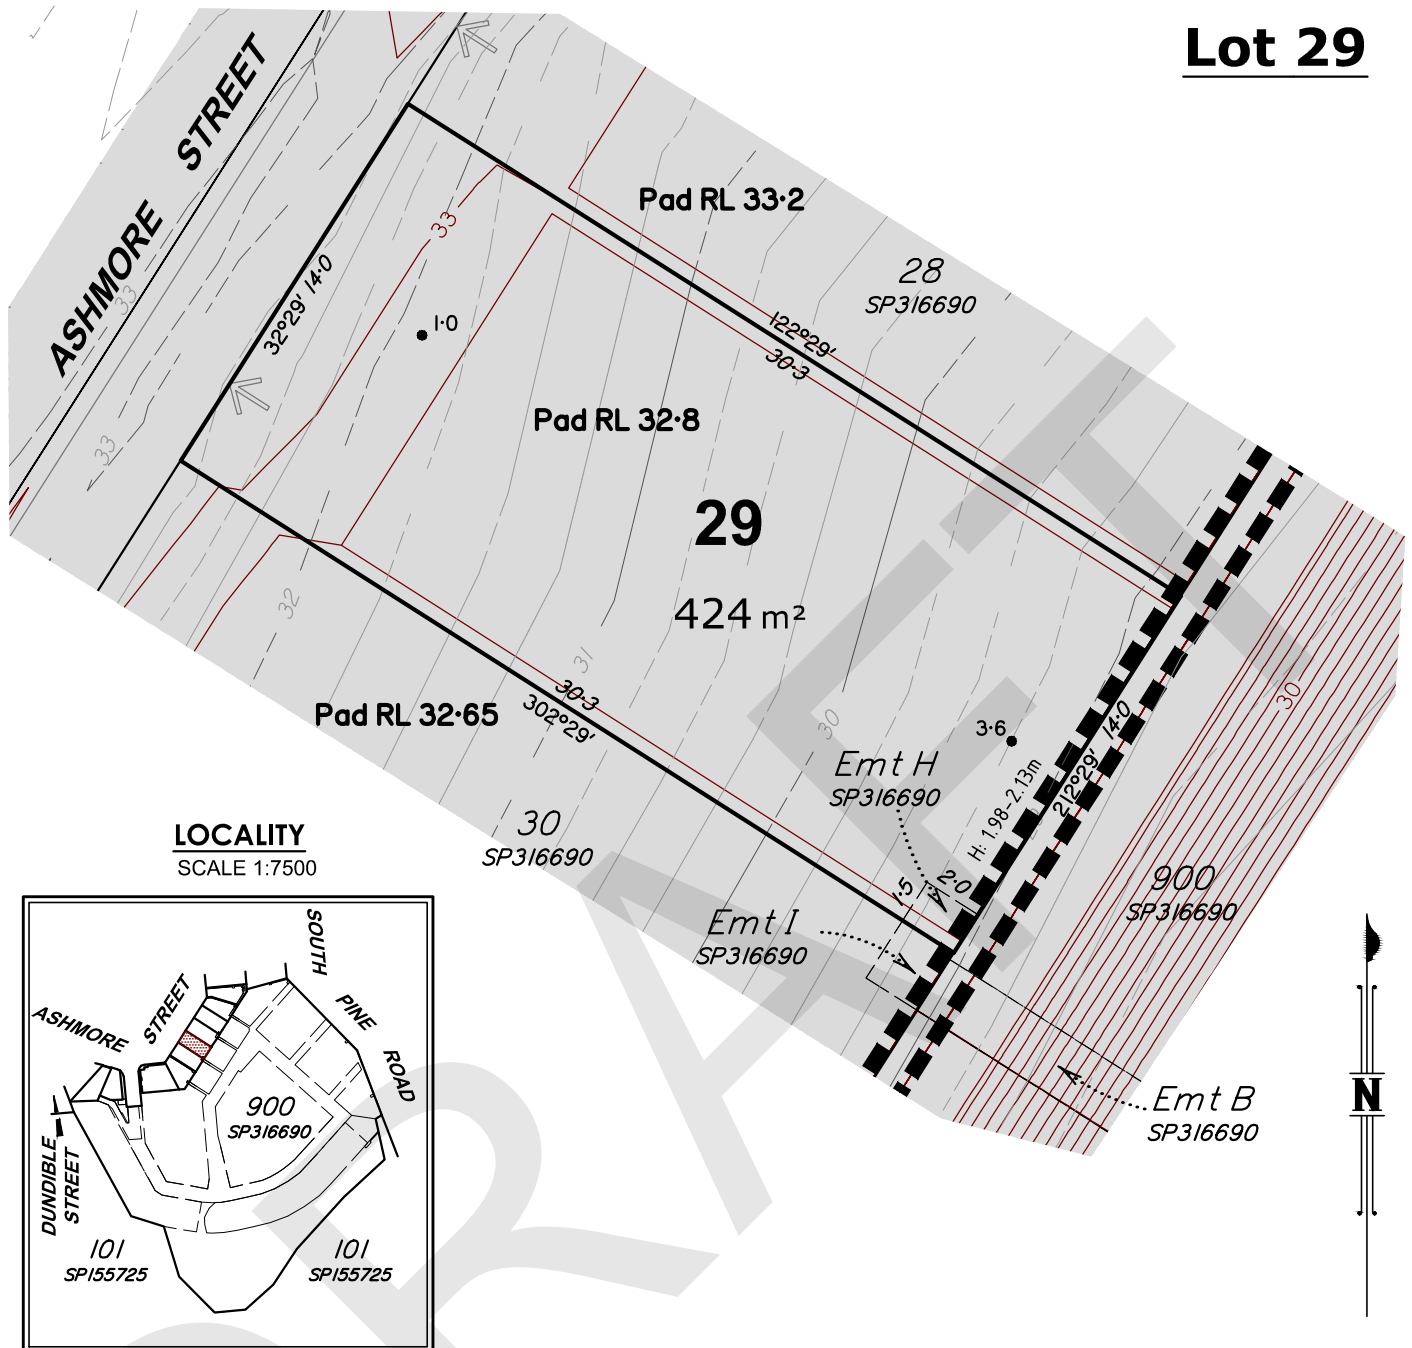 Lot 29
ASHMORE STREET
33
33
33
32°29' 14·0
1·0
Pad RL 33·2
28
SP316690
122°29'
30·3
Pad RL 32·8
29
424 m²
32
31
30
30
30·3
302°29'
Pad RL 32·65
30
SP316690
3·6
Emt H
SP316690
H: 1.98-2.13m
212°29' 14·0
1·5
2·0
Emt I
SP316690
900
SP316690
Emt B
SP316690
LOCALITY
SCALE 1:7500
SOUTH PINE ROAD
ASHMORE STREET
900
SP316690
DUNDIBLE
STREET
101
SP155725
101
SP155725
N
DRAFT